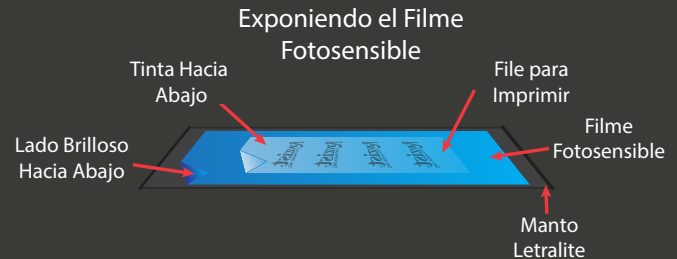 Exponiendo el Filme
Fotosensible
Tinta Hacia
Abajo
File para
Imprimir
Filme
Fotosensible
Lado Brilloso
Hacia Abajo
Manto
Letralite